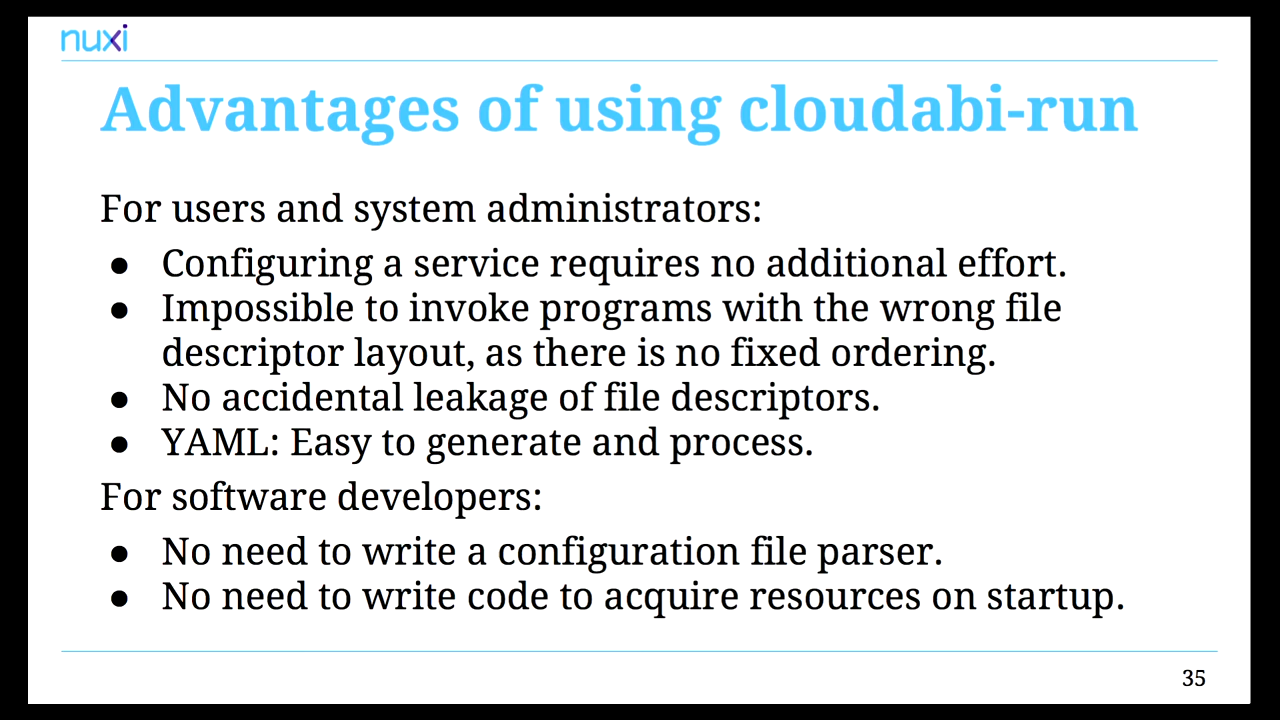 nuxi
Advantages of using cloudabi-run
For users and system administrators:
● Configuring a service requires no additional effort.
● Impossible to invoke programs with the wrong file
descriptor layout, as there is no fixed ordering.
● No accidental leakage of file descriptors.
● YAML: Easy to generate and process.
For software developers:
● No need to write a configuration file parser.
● No need to write code to acquire resources on startup.
35